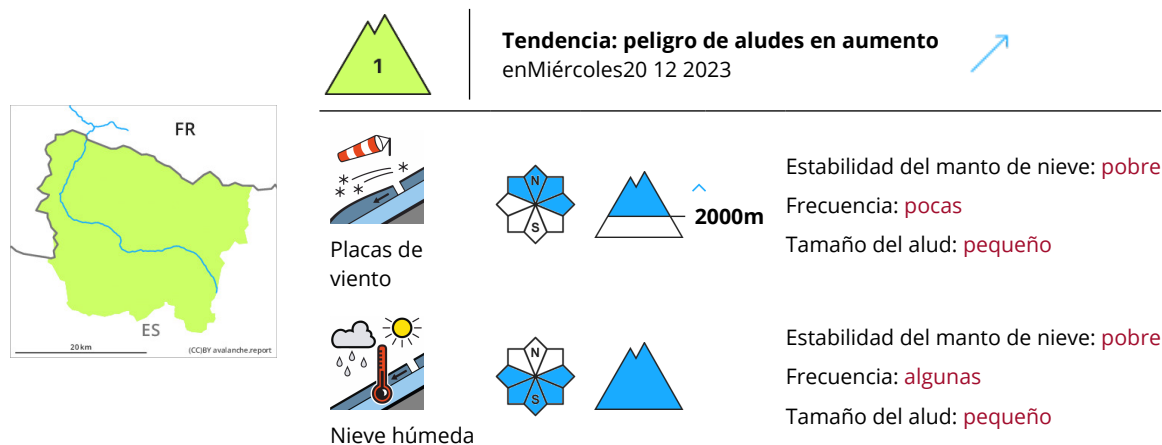 1
Tendencia: peligro de aludes en aumento
enMiércoles20 12 2023
FR
ES
20 km
(CC)BY avalanche.report
N
S
2000m
Placas de
viento
Estabilidad del manto de nieve: pobre
Frecuencia: pocas
Tamaño del alud: pequeño
N
S
Nieve húmeda
Estabilidad del manto de nieve: pobre
Frecuencia: algunas
Tamaño del alud: pequeño